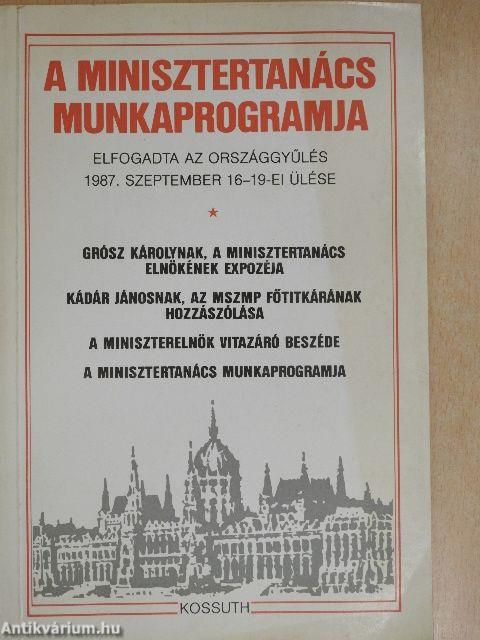 A MINISZTERTANÁCS
MUNKAPROGRAMJA
ELFOGADTA AZ ORSZÁGGYŰLÉS
1987. SZEPTEMBER 16–19-EI ÜLÉSE
GRÓSZ KÁROLYNAK, A MINISZTERTANÁCS
ELNÖKÉNEK EXPOZÉJA
KÁDÁR JÁNOSNAK, AZ MSZMP FŐTITKÁRÁNAK
HOZZÁSZÓLÁSA
A MINISZTERELNÖK VITAZÁRÓ BESZÉDE
A MINISZTERTANÁCS MUNKAPROGRAMJA
KOSSUTH
Antikvárium.hu